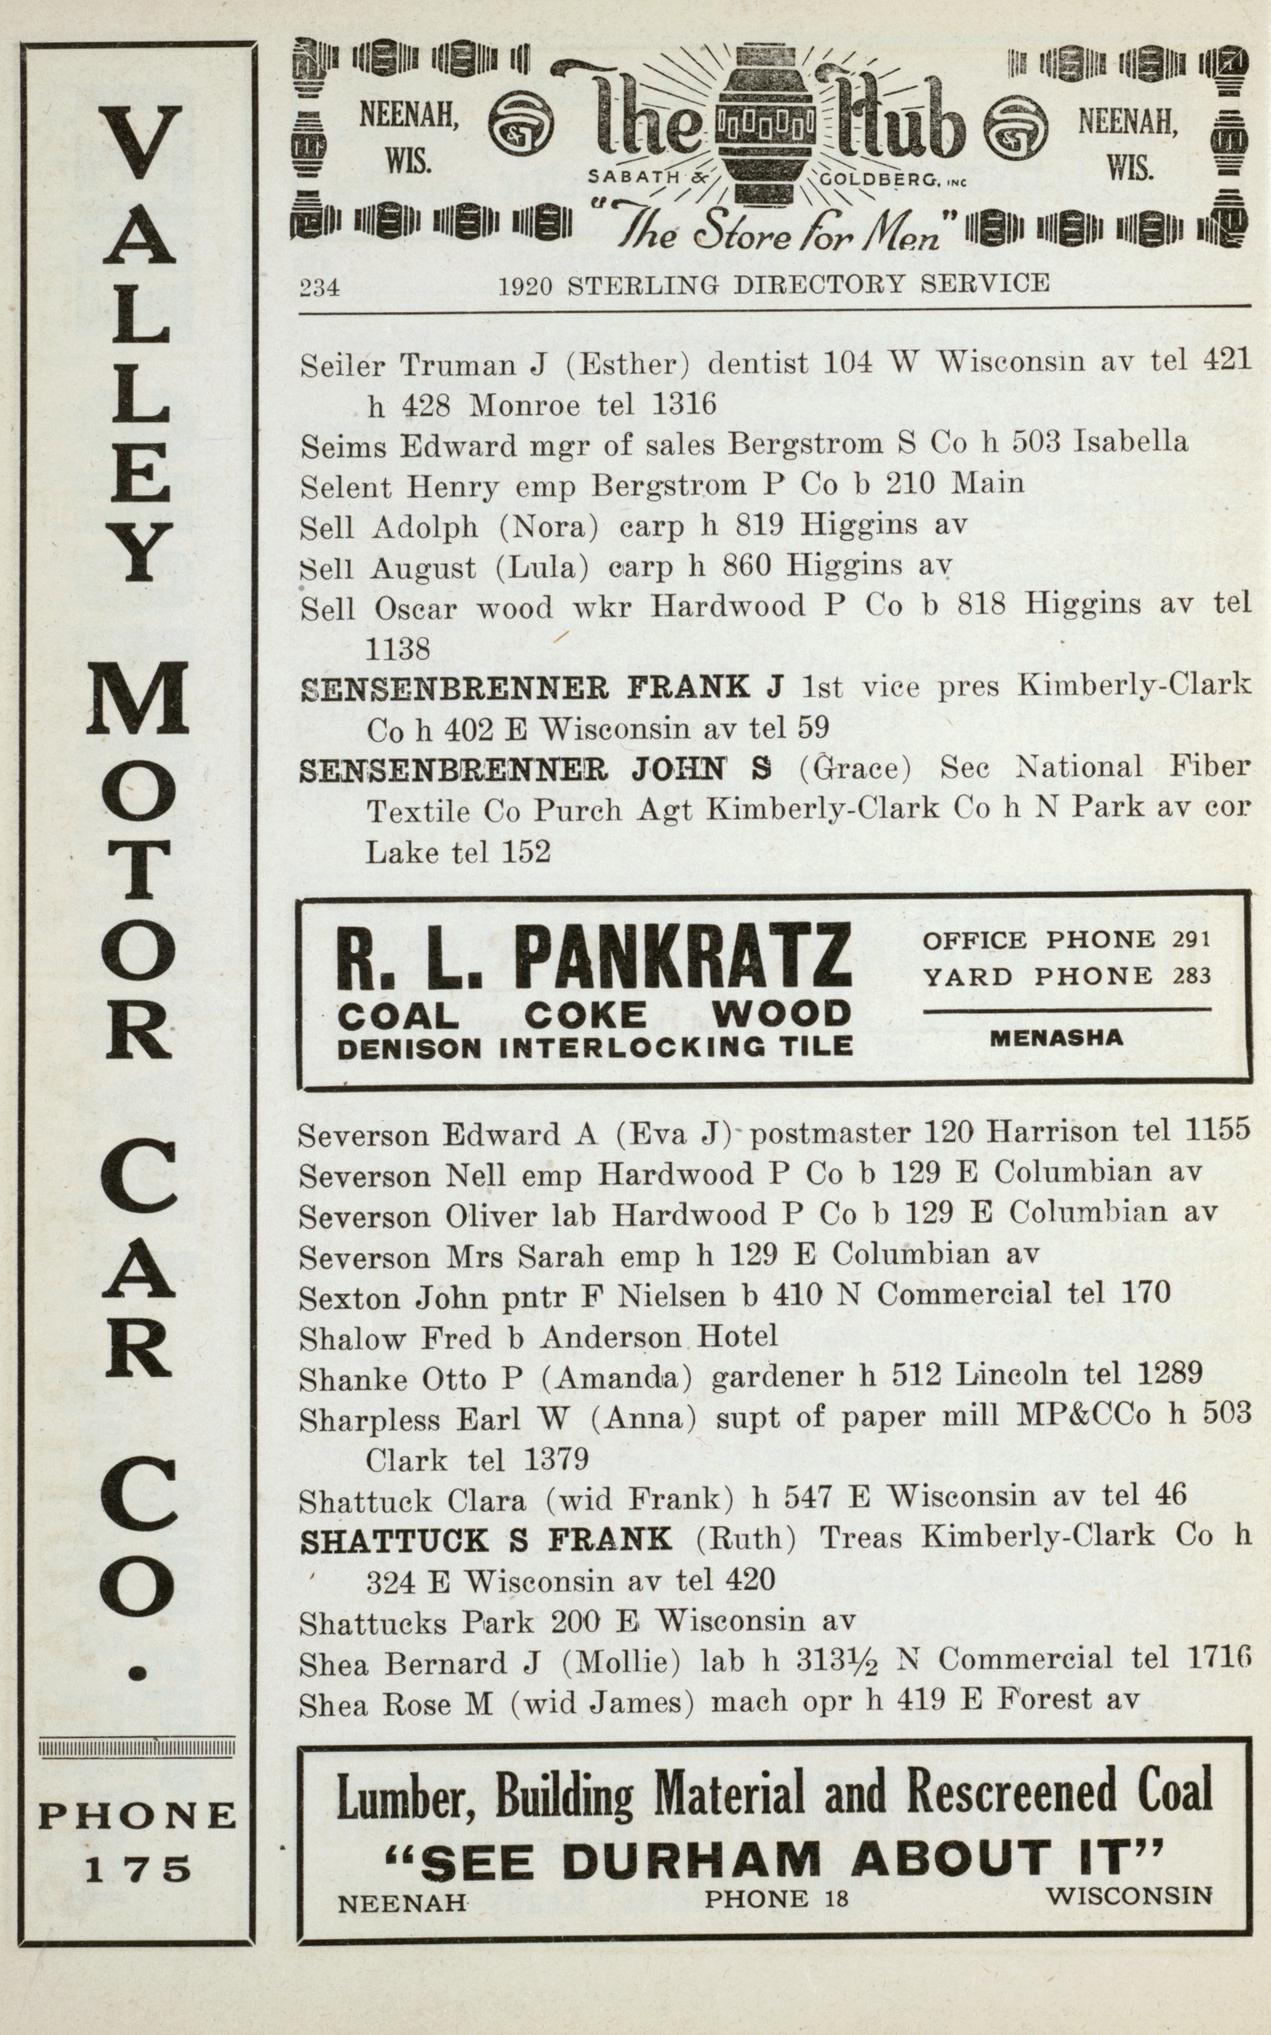 VALLEY MOTOR CAR CO.
PHONE
175
NEENAH,
WIS.
S&G
The Hub
S&G
NEENAH,
WIS.
SABATH & GOLDBERG, INC
"The Store for Men"
234 1920 STERLING DIRECTORY SERVICE
Seiler Truman J (Esther) dentist 104 W Wisconsin av tel 421
h 428 Monroe tel 1316
Seims Edward mgr of sales Bergstrom S Co h 503 Isabella
Selent Henry emp Bergstrom P Co b 210 Main
Sell Adolph (Nora) carp h 819 Higgins av
Sell August (Lula) carp h 860 Higgins av
Sell Oscar wood wkr Hardwood P Co b 818 Higgins av tel
1138
SENSENBRENNER FRANK J 1st vice pres Kimberly-Clark
Co h 402 E Wisconsin av tel 59
SENSENBRENNER JOHN S (Grace) Sec National Fiber
Textile Co Purch Agt Kimberly-Clark Co h N Park av cor
Lake tel 152
R. L. PANKRATZ
COAL COKE WOOD
DENISON INTERLOCKING TILE
OFFICE PHONE 291
YARD PHONE 283
MENASHA
Severson Edward A (Eva J) postmaster 120 Harrison tel 1155
Severson Nell emp Hardwood P Co b 129 E Columbian av
Severson Oliver lab Hardwood P Co b 129 E Columbian av
Severson Mrs Sarah emp h 129 E Columbian av
Sexton John pntr F Nielsen b 410 N Commercial tel 170
Shalow Fred b Anderson Hotel
Shanke Otto P (Amanda) gardener h 512 Lincoln tel 1289
Sharpless Earl W (Anna) supt of paper mill MP&CCo h 503
Clark tel 1379
Shattuck Clara (wid Frank) h 547 E Wisconsin av tel 46
SHATTUCK S FRANK (Ruth) Treas Kimberly-Clark Co h
324 E Wisconsin av tel 420
Shattucks Park 200 E Wisconsin av
Shea Bernard J (Mollie) lab h 313½ N Commercial tel 1716
Shea Rose M (wid James) mach opr h 419 E Forest av
Lumber, Building Material and Rescreened Coal
"SEE DURHAM ABOUT IT"
NEENAH PHONE 18 WISCONSIN